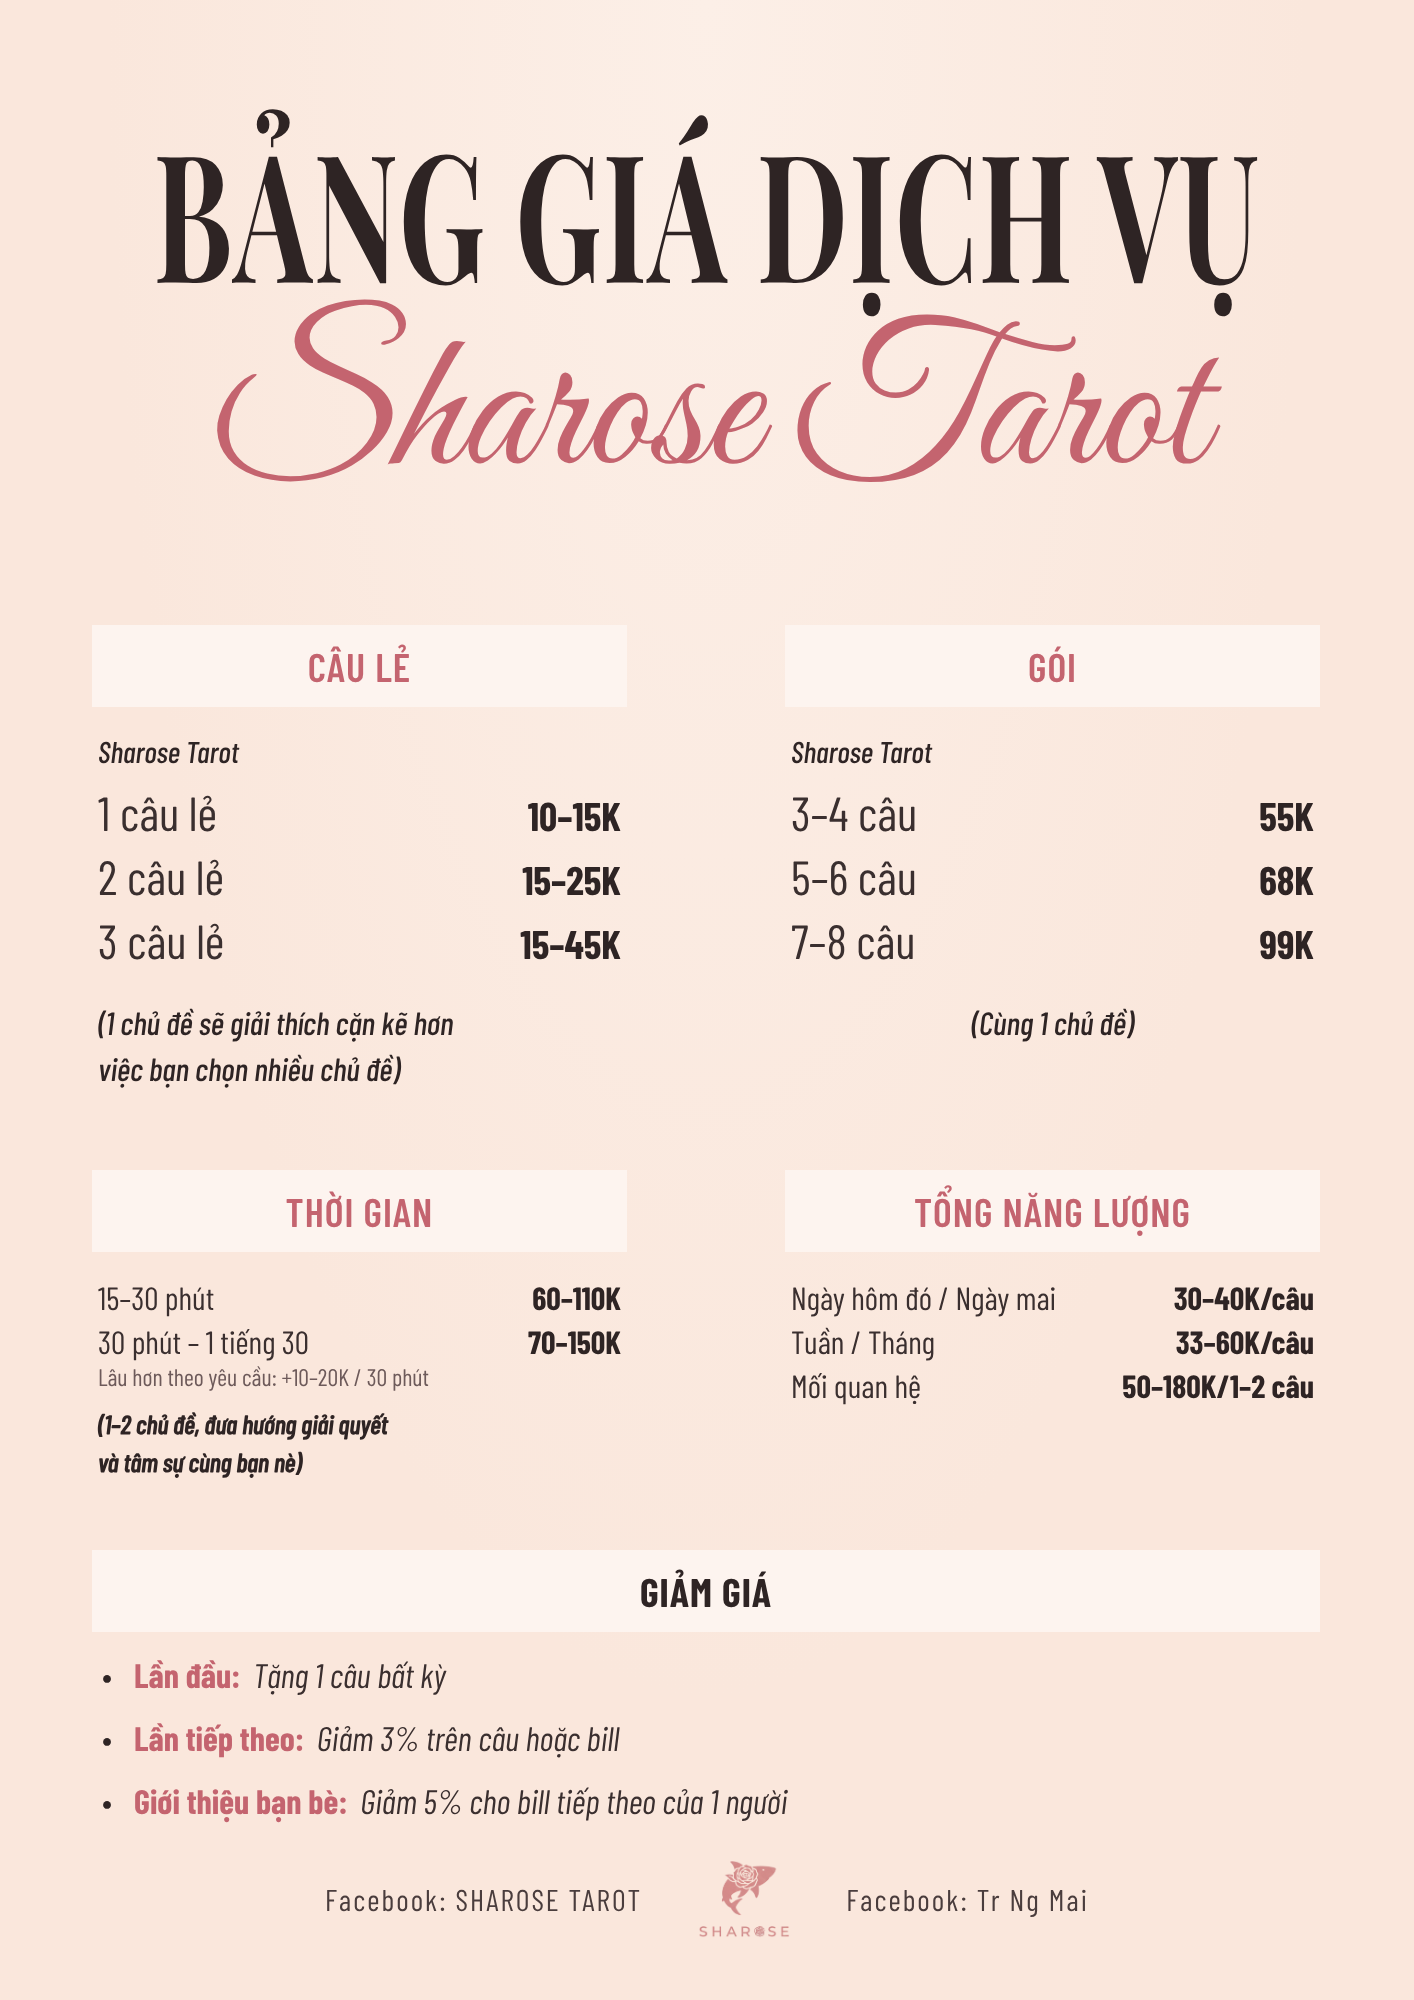 BẢNG GIÁ DỊCH VỤ
Sharose Tarot
CÂU LẺ
Sharose Tarot
1 câu lẻ 10–15K
2 câu lẻ 15–25K
3 câu lẻ 15–45K
(1 chủ đề sẽ giải thích cặn kẽ hơn
việc bạn chọn nhiều chủ đề)
GÓI
Sharose Tarot
3–4 câu 55K
5–6 câu 68K
7–8 câu 99K
(Cùng 1 chủ đề)
THỜI GIAN
15–30 phút 60–110K
30 phút – 1 tiếng 30 70–150K
Lâu hơn theo yêu cầu: +10–20K / 30 phút
(1–2 chủ đề, đưa hướng giải quyết
và tâm sự cùng bạn nè)
TỔNG NĂNG LƯỢNG
Ngày hôm đó / Ngày mai 30–40K/câu
Tuần / Tháng 33–60K/câu
Mối quan hệ 50–180K/1–2 câu
GIẢM GIÁ
• Lần đầu: Tặng 1 câu bất kỳ
• Lần tiếp theo: Giảm 3% trên câu hoặc bill
• Giới thiệu bạn bè: Giảm 5% cho bill tiếp theo của 1 người
Facebook: SHAROSE TAROT
SHAROSE
Facebook: Tr Ng Mai